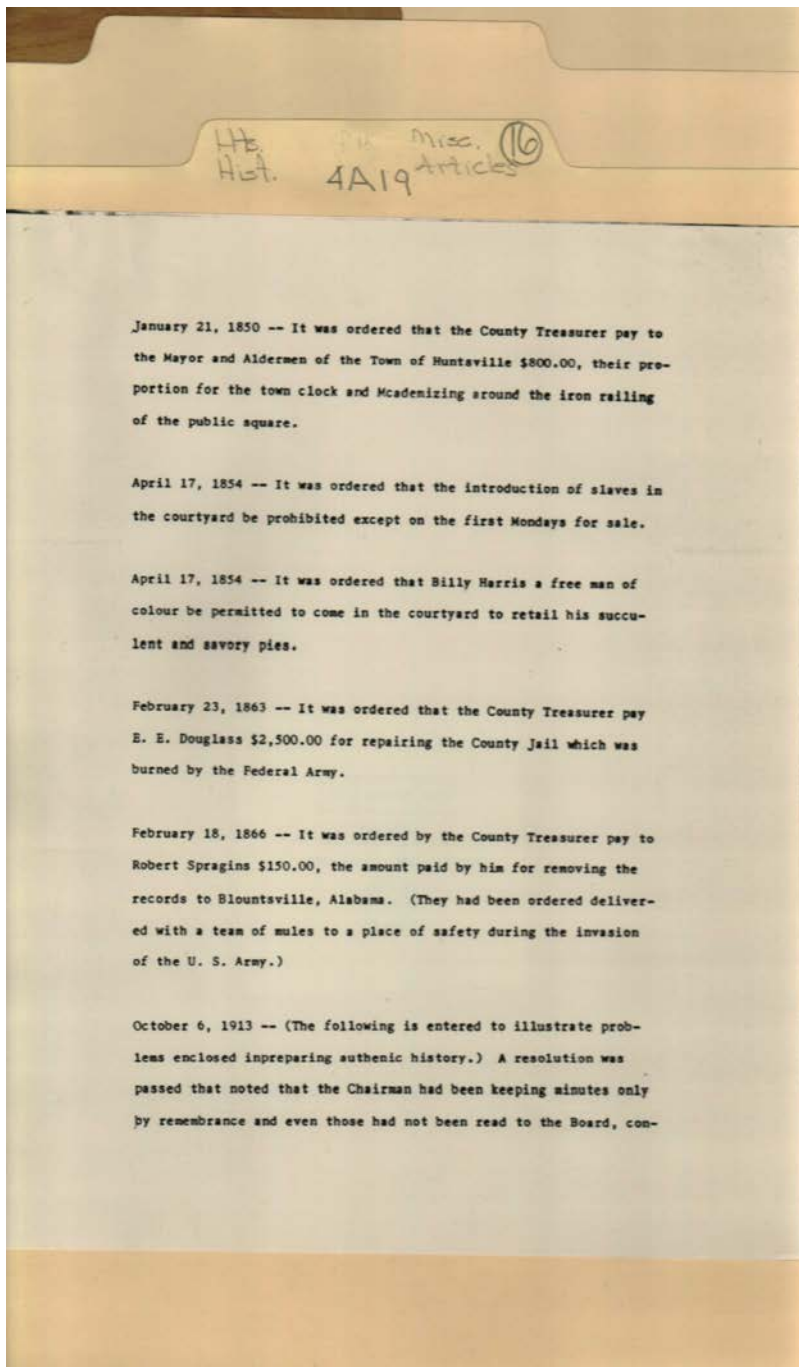 Hts. Misc. 16
Hist. 4A19 Articles
January 21, 1850 -- It was ordered that the County Treasurer pay to
the Mayor and Aldermen of the Town of Huntsville $800.00, their pro-
portion for the town clock and Mcademizing around the iron railing
of the public square.
April 17, 1854 -- It was ordered that the introduction of slaves in
the courtyard be prohibited except on the first Mondays for sale.
April 17, 1854 -- It was ordered that Billy Harris a free man of
colour be permitted to come in the courtyard to retail his succu-
lent and savory pies.
February 23, 1863 -- It was ordered that the County Treasurer pay
E. E. Douglass $2,500.00 for repairing the County Jail which was
burned by the Federal Army.
February 18, 1866 -- It was ordered by the County Treasurer pay to
Robert Spragins $150.00, the amount paid by him for removing the
records to Blountsville, Alabama. (They had been ordered deliver-
ed with a team of mules to a place of safety during the invasion
of the U. S. Army.)
October 6, 1913 -- (The following is entered to illustrate prob-
lems enclosed inpreparing authenic history.) A resolution was
passed that noted that the Chairman had been keeping minutes only
by remembrance and even those had not been read to the Board, con-